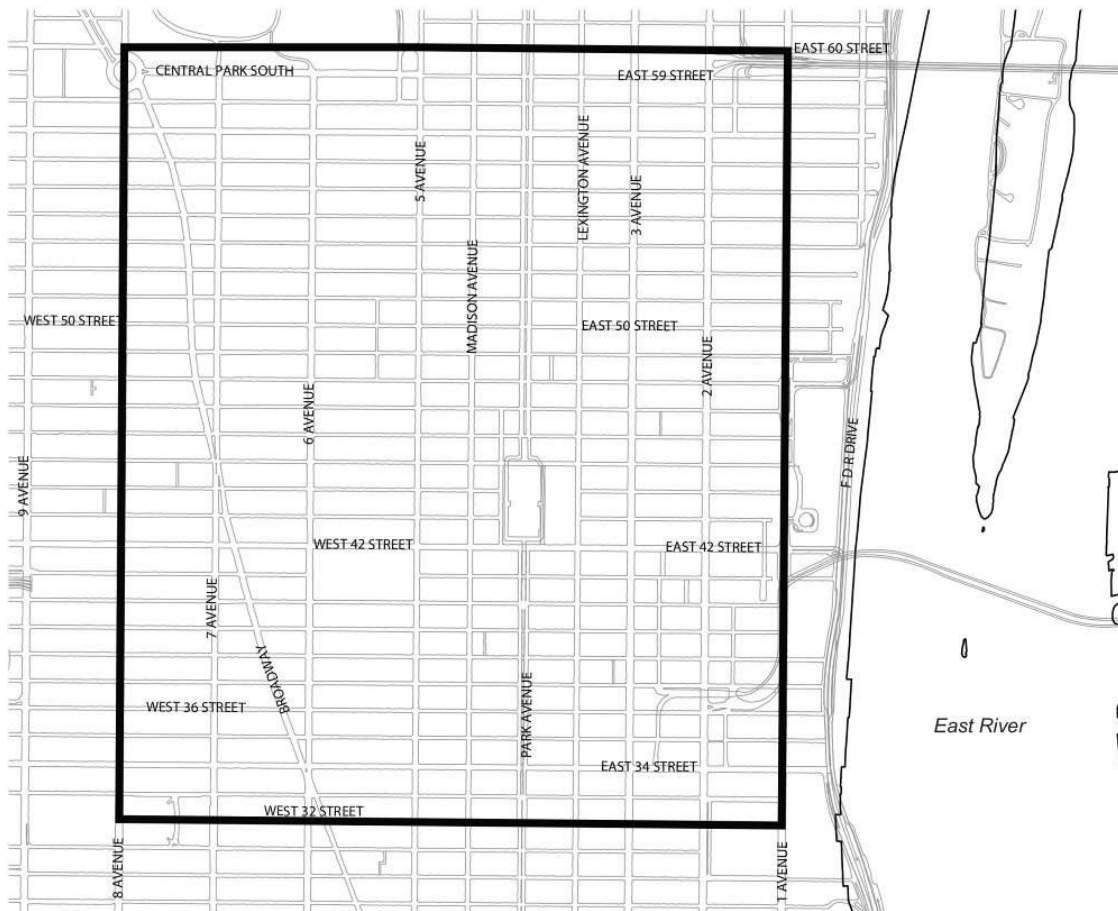 EAST 60 STREET
CENTRAL PARK SOUTH
EAST 59 STREET
5 AVENUE
LEXINGTON AVENUE
3 AVENUE
MADISON AVENUE
WEST 50 STREET
EAST 50 STREET
2 AVENUE
6 AVENUE
9 AVENUE
F D R DRIVE
WEST 42 STREET
EAST 42 STREET
7 AVENUE
BROADWAY
WEST 36 STREET
PARK AVENUE
East River
EAST 34 STREET
WEST 32 STREET
8 AVENUE
1 AVENUE